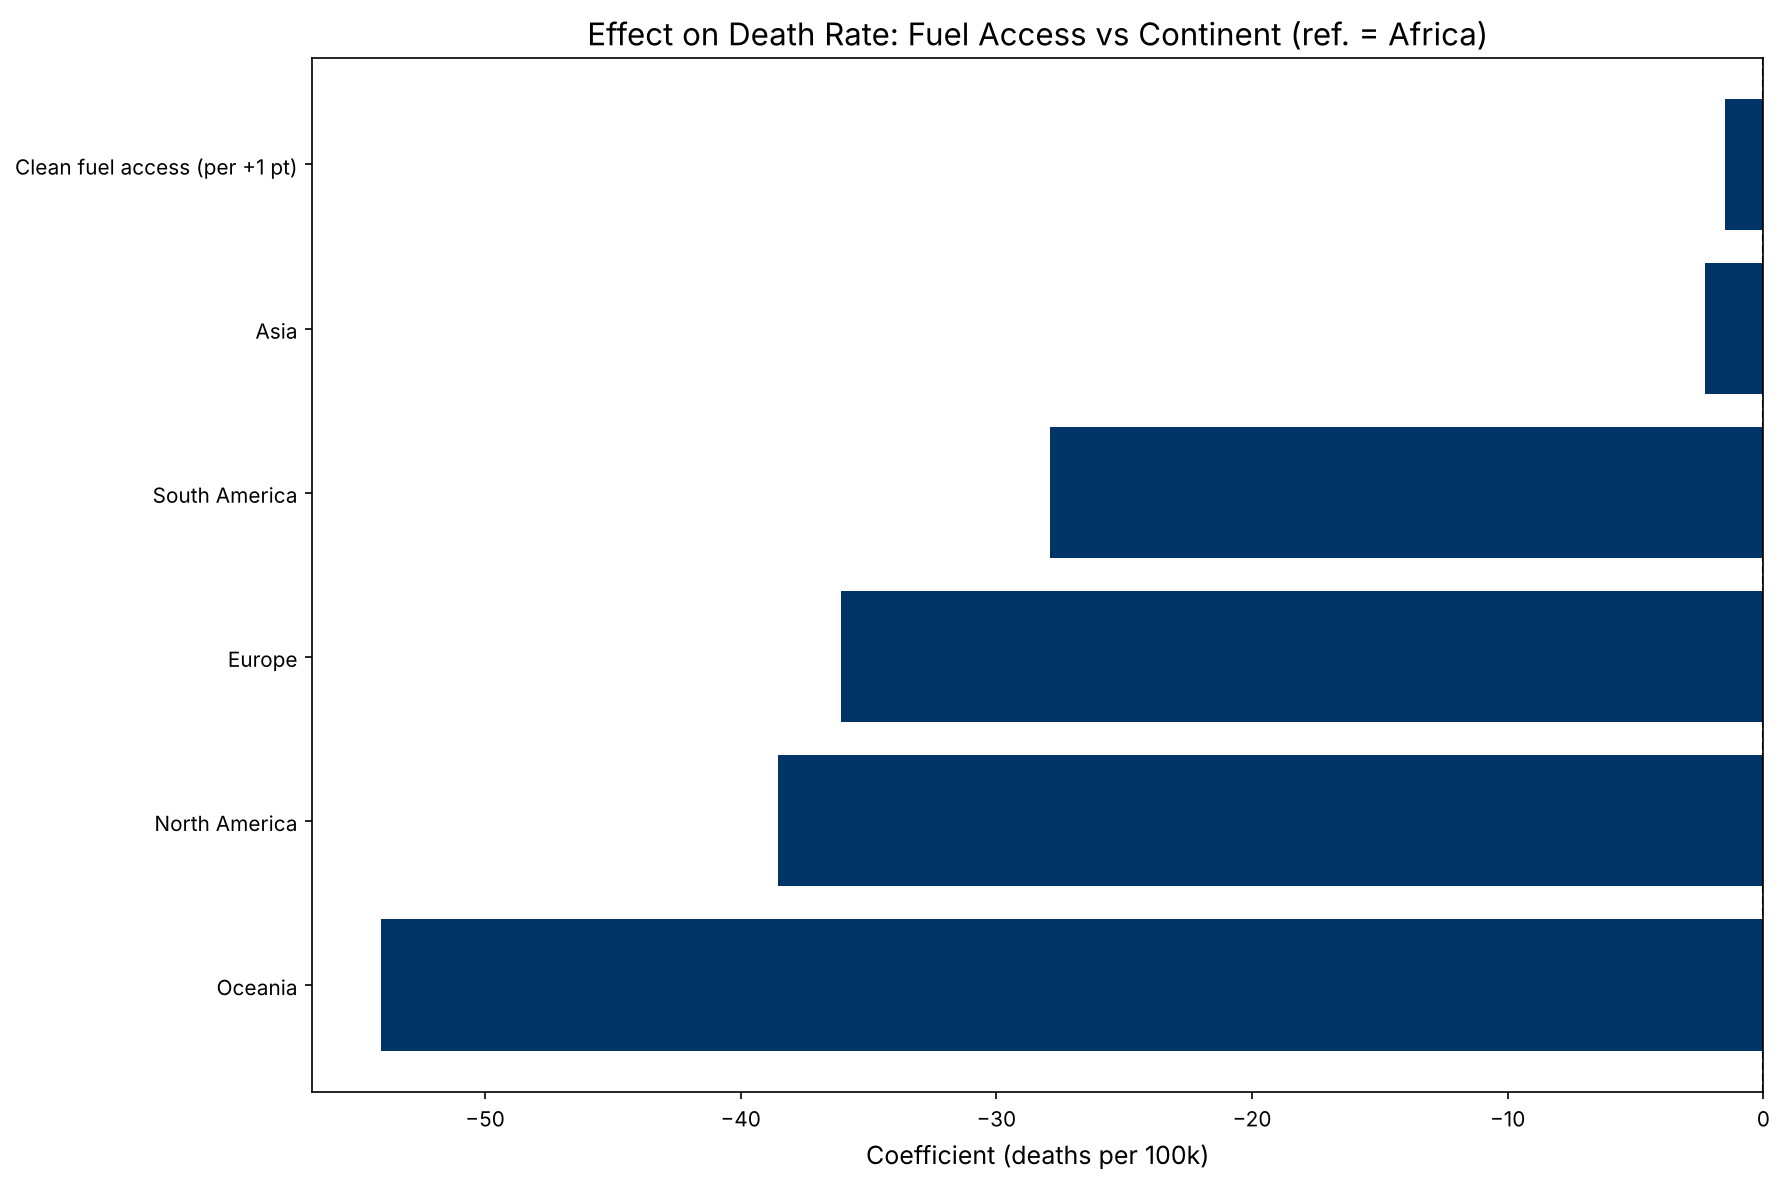 Effect on Death Rate: Fuel Access vs Continent (ref. = Africa)
Clean fuel access (per +1 pt)
Asia
South America
Europe
North America
Oceania
−50 −40 −30 −20 −10 0
Coefficient (deaths per 100k)